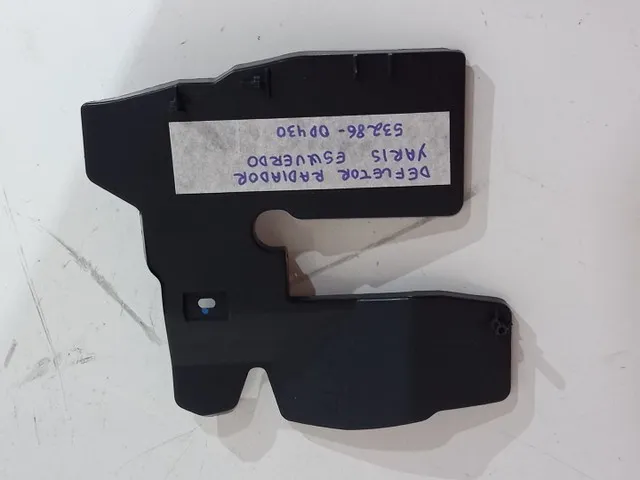 DEFLETOR RADIADOR
YARIS ESQUERDO
53286-0D430